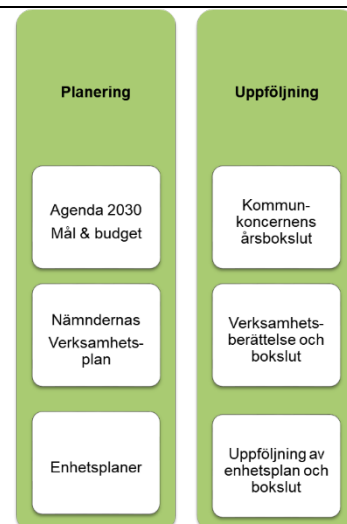 Planering
Agenda 2030
Mål & budget
Nämndernas
Verksamhets-
plan
Enhetsplaner
Uppföljning
Kommun-
koncernens
årsbokslut
Verksamhets-
berättelse och
bokslut
Uppföljning av
enhetsplan och
bokslut